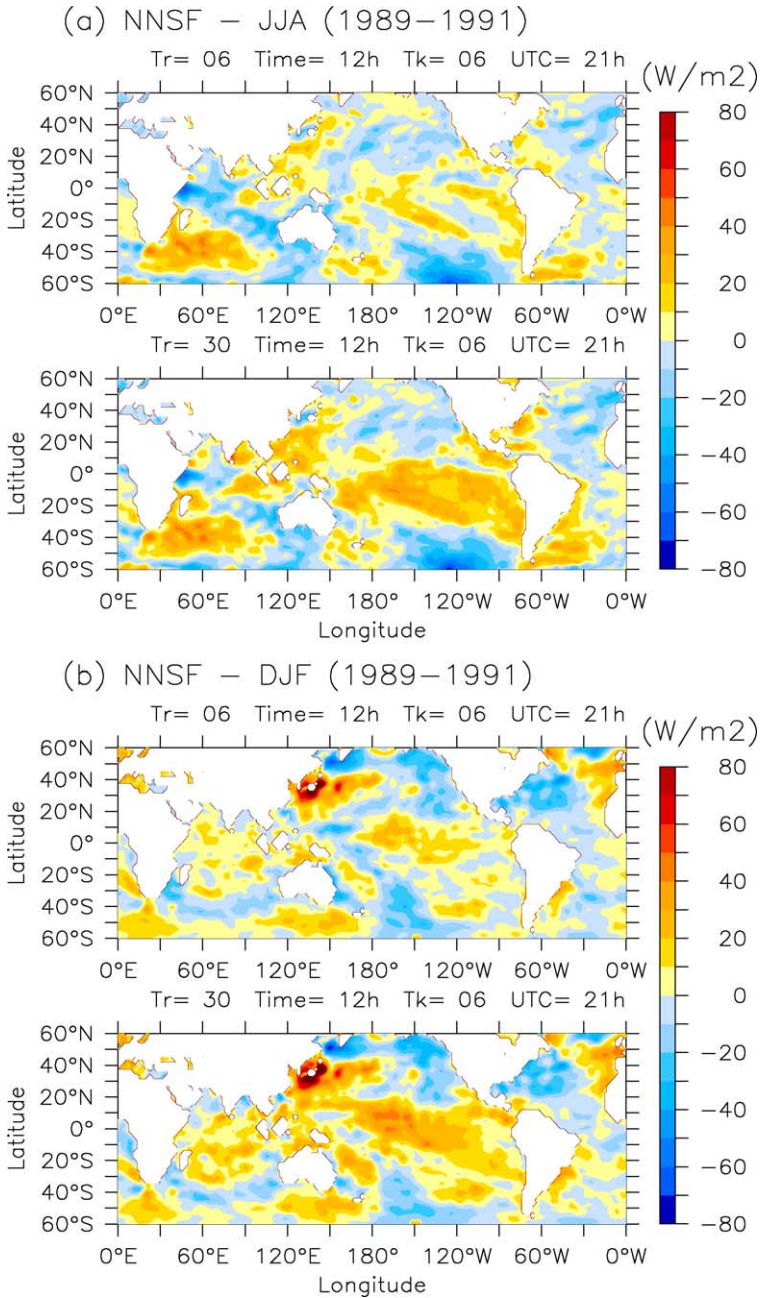 (a) NNSF − JJA (1989−1991)
Tr= 06 Time= 12h Tk= 06 UTC= 21h
(W/m2)
60°N
40°N
20°N
0°
20°S
40°S
60°S
Latitude
0°E 60°E 120°E 180° 120°W 60°W 0°W
Tr= 30 Time= 12h Tk= 06 UTC= 21h
60°N
40°N
20°N
0°
20°S
40°S
60°S
Latitude
0°E 60°E 120°E 180° 120°W 60°W 0°W
Longitude
80
60
40
20
0
−20
−40
−60
−80
(b) NNSF − DJF (1989−1991)
Tr= 06 Time= 12h Tk= 06 UTC= 21h
(W/m2)
60°N
40°N
20°N
0°
20°S
40°S
60°S
Latitude
0°E 60°E 120°E 180° 120°W 60°W 0°W
Tr= 30 Time= 12h Tk= 06 UTC= 21h
60°N
40°N
20°N
0°
20°S
40°S
60°S
Latitude
0°E 60°E 120°E 180° 120°W 60°W 0°W
Longitude
80
60
40
20
0
−20
−40
−60
−80